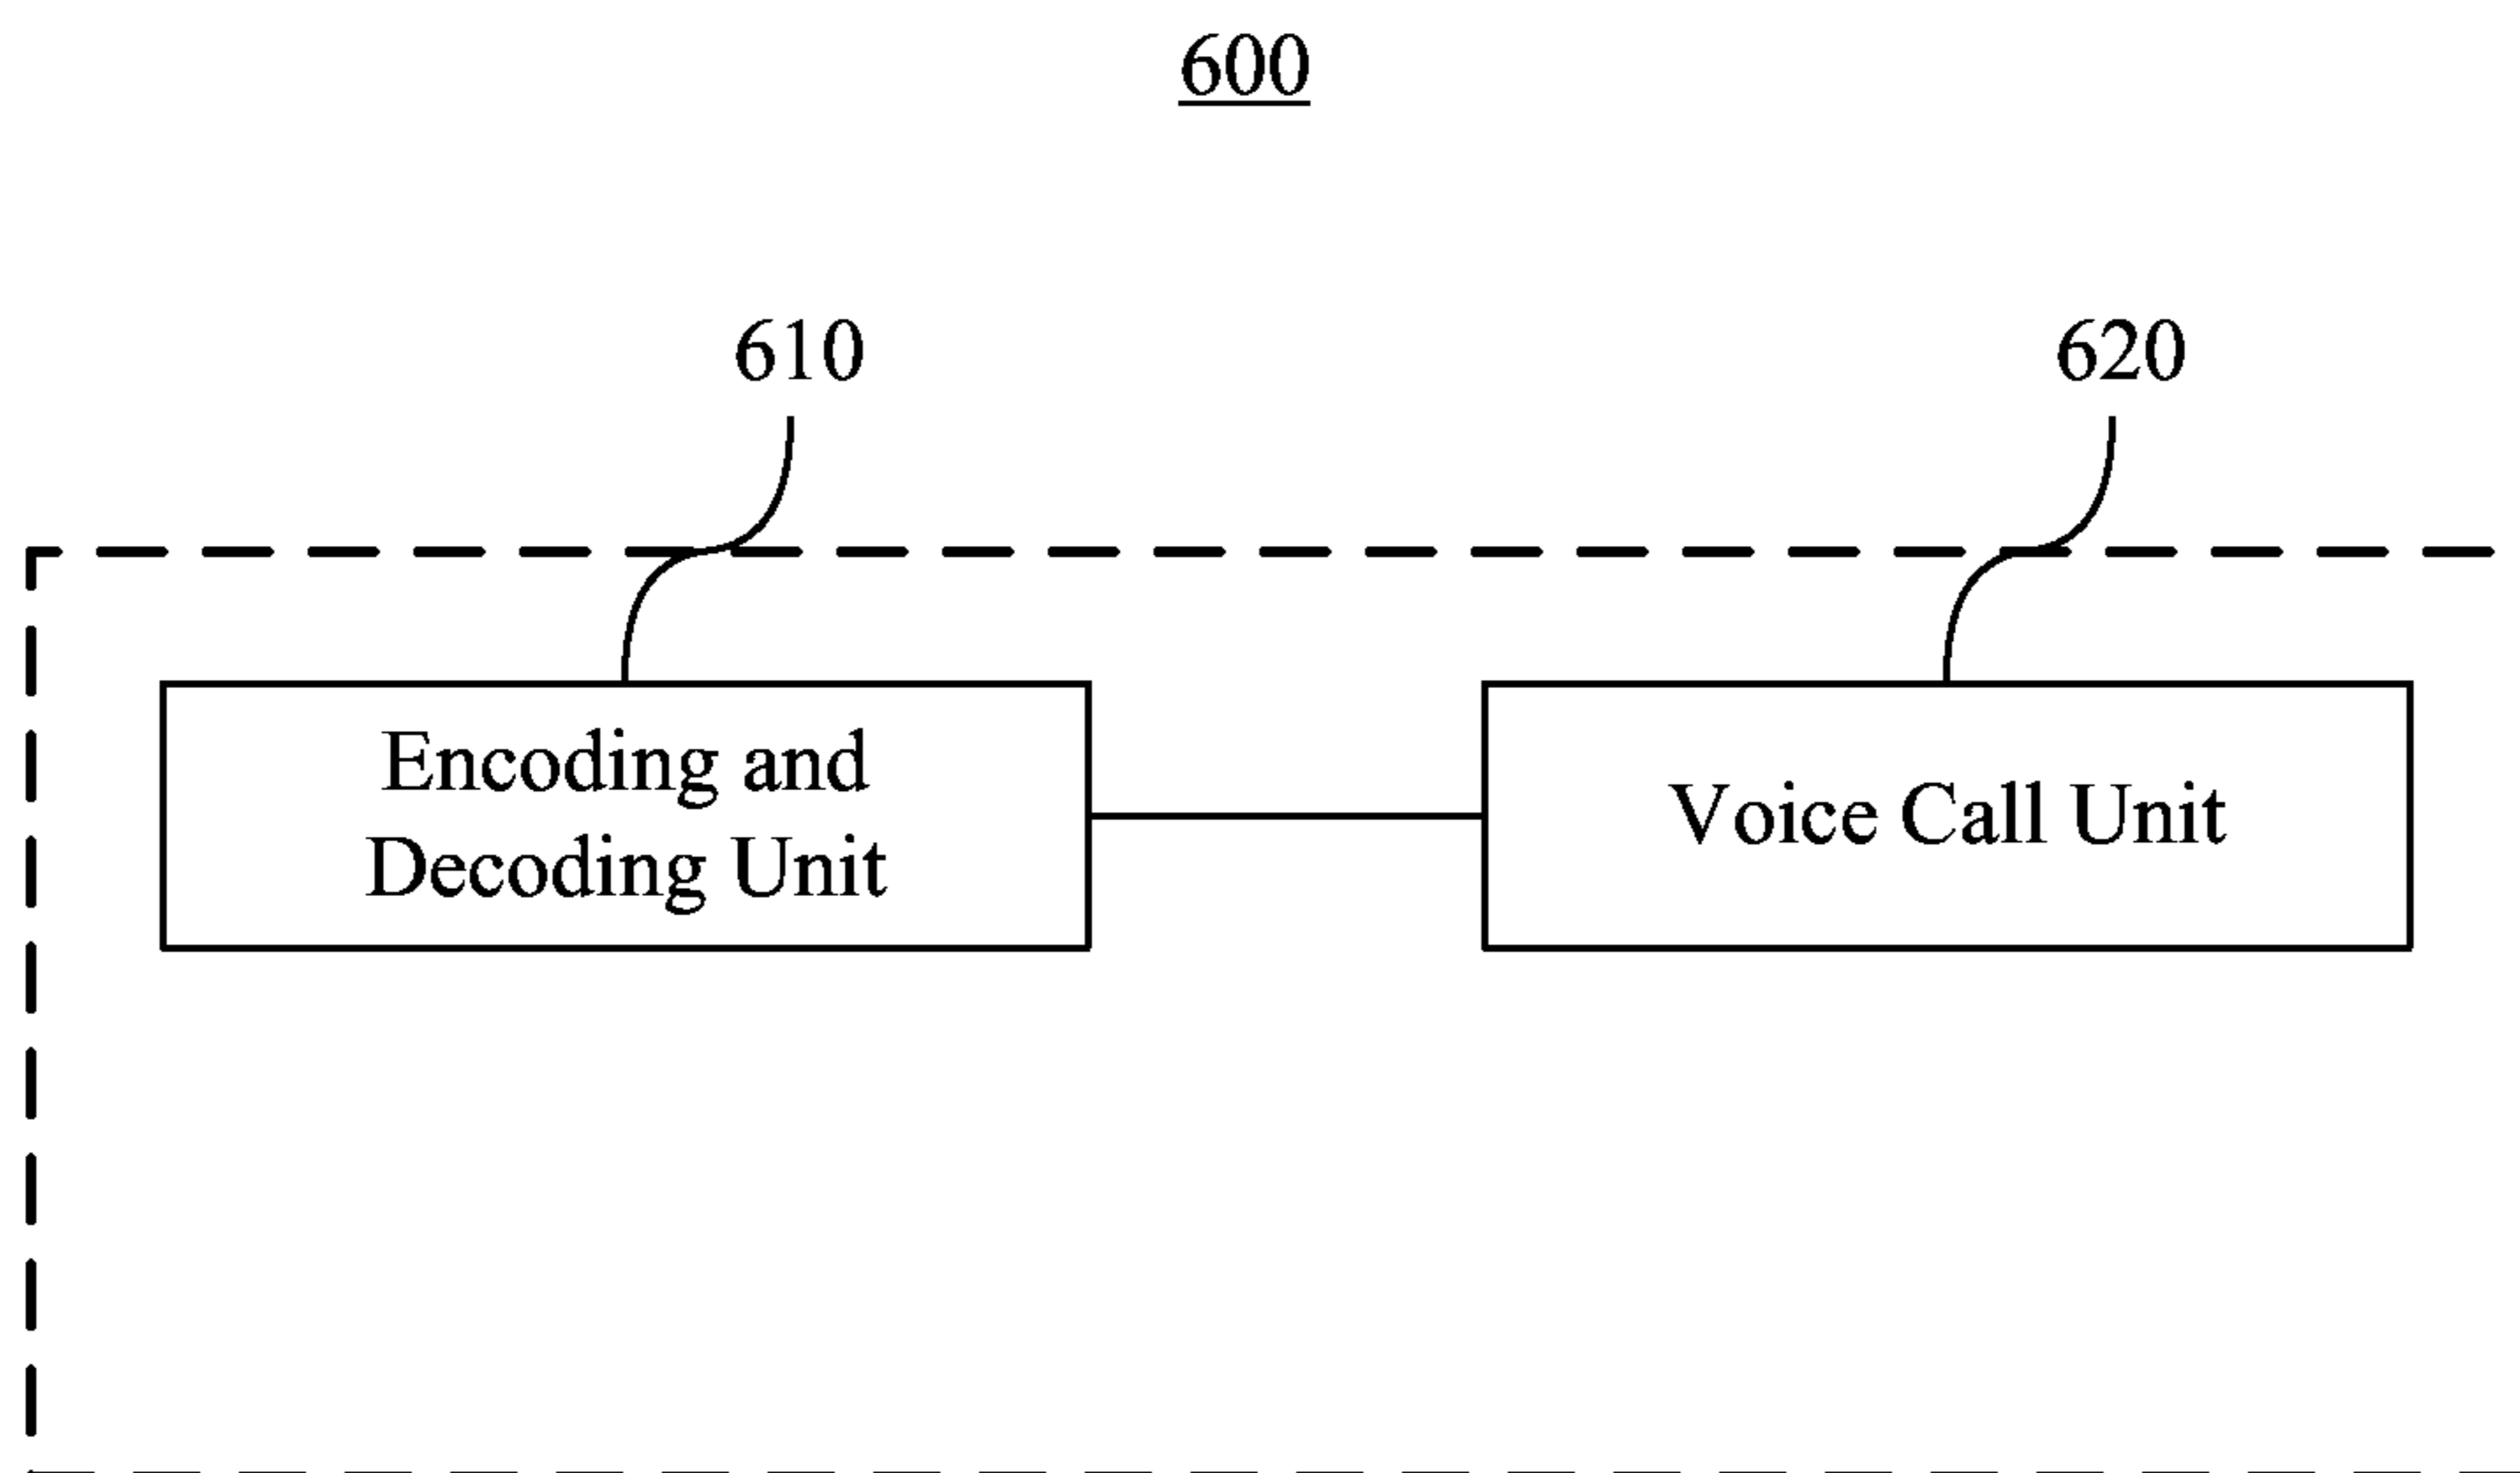 600
610
620
Encoding and
Decoding Unit
Voice Call Unit